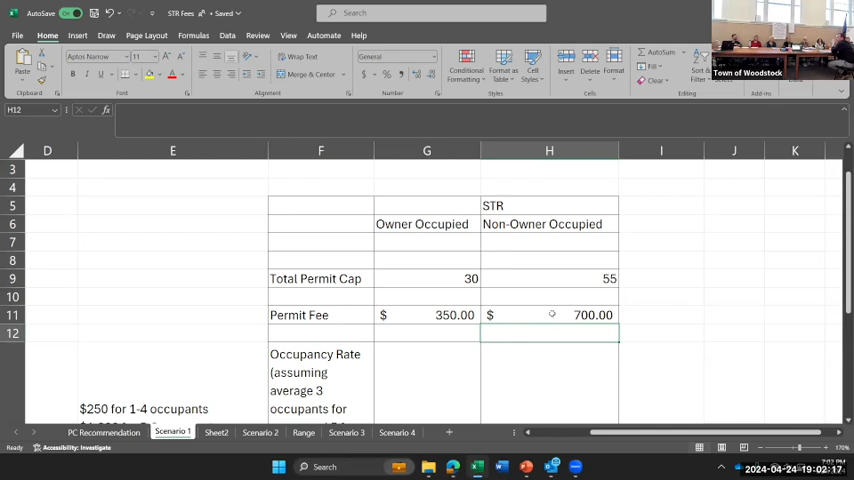 AutoSave On STR Fees • Saved Search
File Home Insert Draw Page Layout Formulas Data Review View Automate Help
Paste Aptos Narrow 11 Wrap Text General Conditional Formatting Format as Table Cell Styles Insert Delete Format AutoSum
B I U Merge & Center $ % Fill
Clear
Clipboard Font Alignment Number Styles Cells Add-ins
Town of Woodstock
H12 fx
D E F G H I J K
3
4
5 STR
6 Owner Occupied Non-Owner Occupied
7
8
9 Total Permit Cap 30 55
10
11 Permit Fee $ 350.00 $ 700.00
12
Occupancy Rate
(assuming
average 3
$250 for 1-4 occupants occupants for
PC Recommendation Scenario 1 Sheet2 Scenario 2 Range Scenario 3 Scenario 4
Ready Accessibility: Investigate 170%
Search
2024-04-24 19:02:17